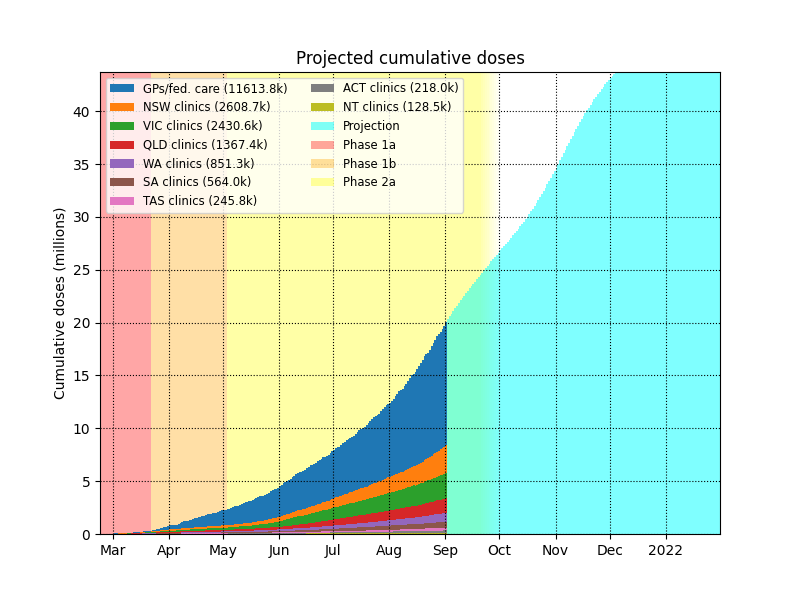 Projected cumulative doses
GPs/fed. care (11613.8k)
NSW clinics (2608.7k)
VIC clinics (2430.6k)
QLD clinics (1367.4k)
WA clinics (851.3k)
SA clinics (564.0k)
TAS clinics (245.8k)
ACT clinics (218.0k)
NT clinics (128.5k)
Projection
Phase 1a
Phase 1b
Phase 2a
Cumulative doses (millions)
40
35
30
25
20
15
10
5
0
Mar Apr May Jun Jul Aug Sep Oct Nov Dec 2022